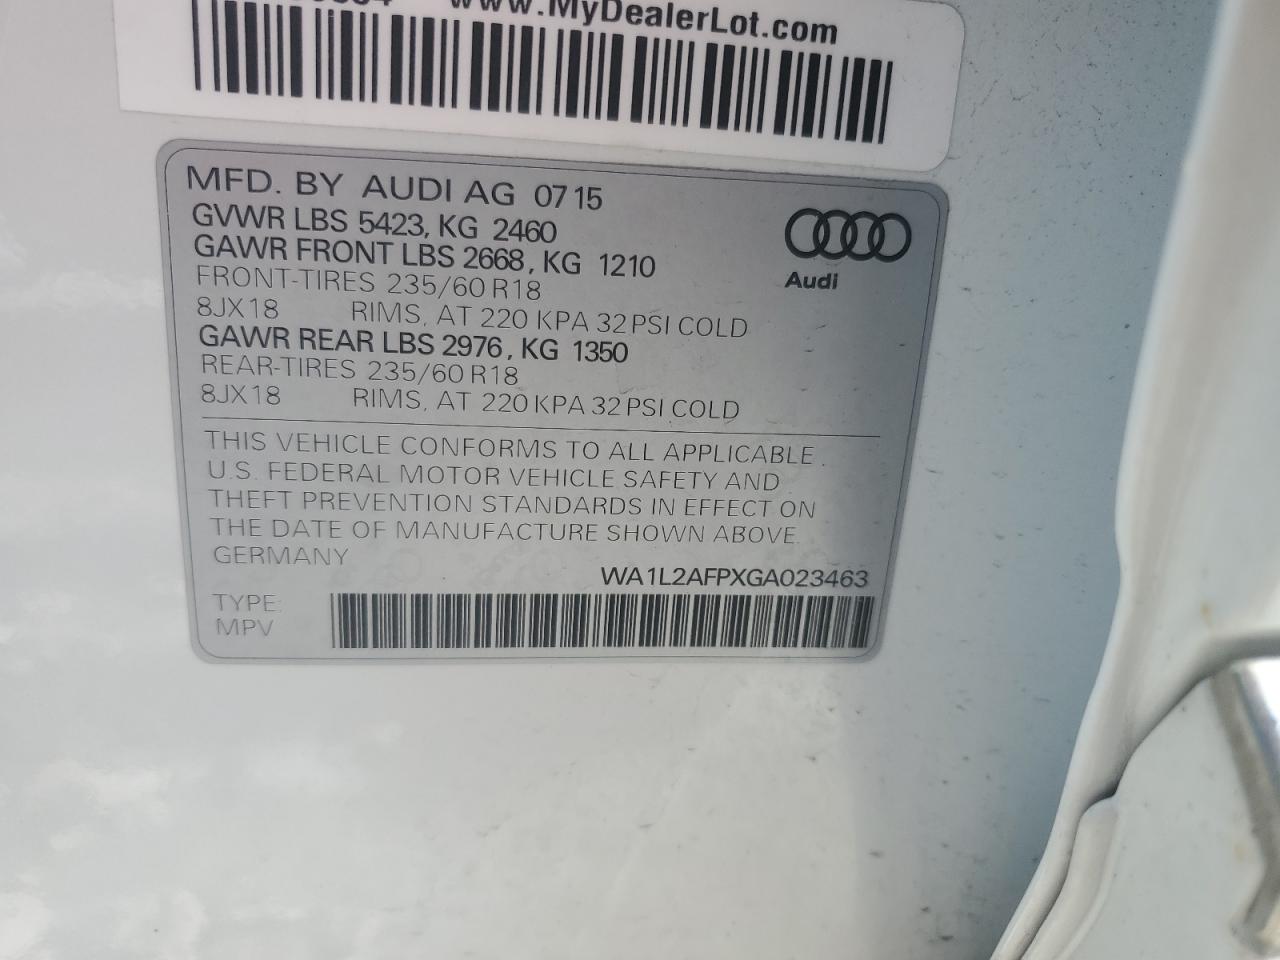 www.MyDealerLot.com
MFD. BY AUDI AG 0715
GVWR LBS 5423, KG 2460
GAWR FRONT LBS 2668, KG 1210
FRONT-TIRES 235/60 R18
8JX18 RIMS, AT 220 KPA 32 PSI COLD
GAWR REAR LBS 2976, KG 1350
REAR-TIRES 235/60 R18
8JX18 RIMS, AT 220 KPA 32 PSI COLD
Audi
THIS VEHICLE CONFORMS TO ALL APPLICABLE
U.S. FEDERAL MOTOR VEHICLE SAFETY AND
THEFT PREVENTION STANDARDS IN EFFECT ON
THE DATE OF MANUFACTURE SHOWN ABOVE.
GERMANY
WA1L2AFPXGA023463
TYPE:
MPV